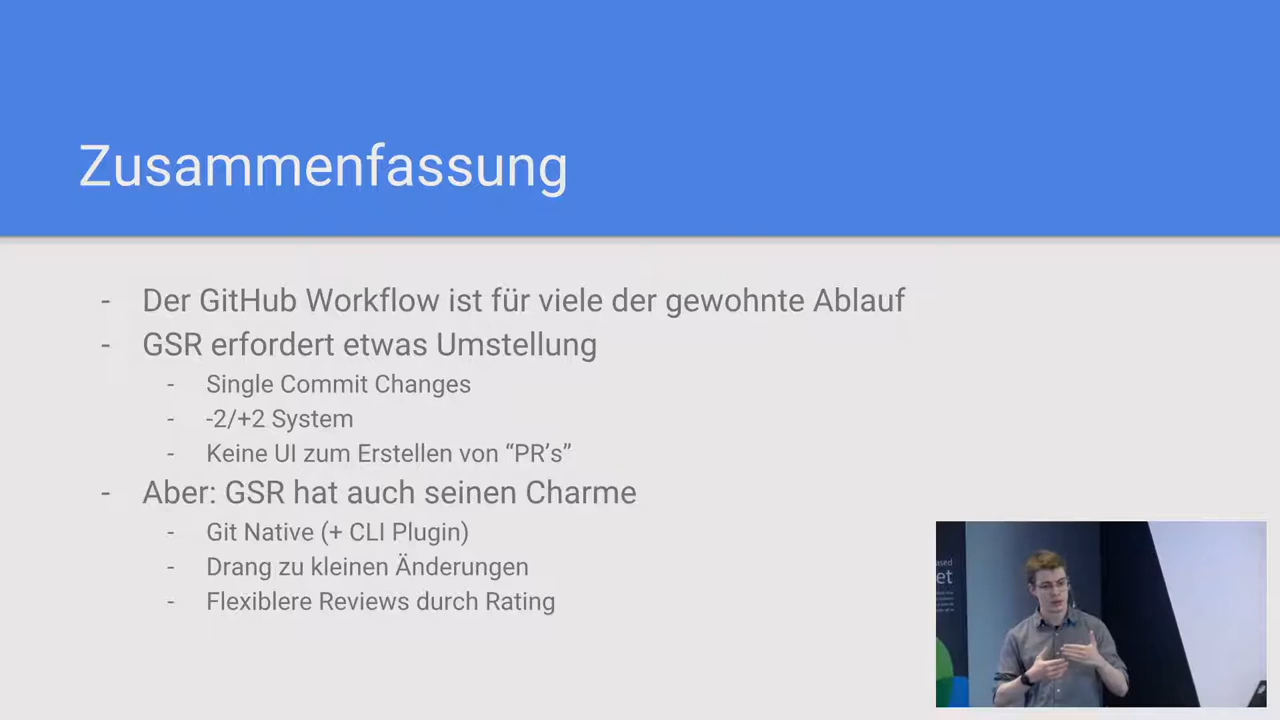 Zusammenfassung
- Der GitHub Workflow ist für viele der gewohnte Ablauf
- GSR erfordert etwas Umstellung
- Single Commit Changes
- -2/+2 System
- Keine UI zum Erstellen von “PR’s”
- Aber: GSR hat auch seinen Charme
- Git Native (+ CLI Plugin)
- Drang zu kleinen Änderungen
- Flexiblere Reviews durch Rating
ased
et